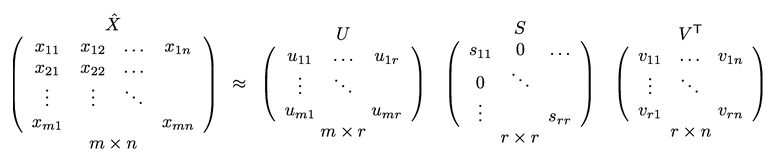 X̂ U S Vᵀ
x₁₁ x₁₂ … x₁ₙ u₁₁ … u₁ᵣ s₁₁ 0 … v₁₁ … v₁ₙ
x₂₁ x₂₂ … ≈ ⋮ ⋱ 0 ⋱ ⋮ ⋱
⋮ ⋮ ⋱ uₘ₁ uₘᵣ ⋮ sᵣᵣ vᵣ₁ vᵣₙ
xₘ₁ xₘₙ m × r r × r r × n
m × n